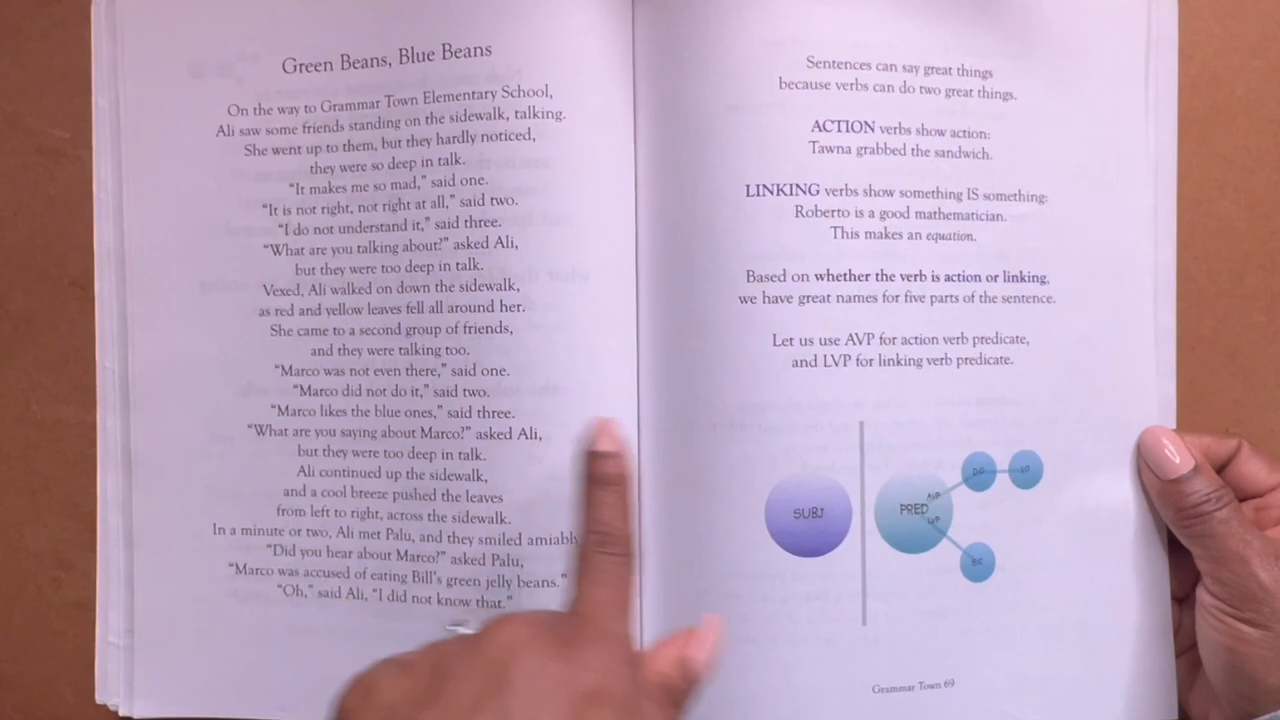 Green Beans, Blue Beans
On the way to Grammar Town Elementary School,
Ali saw some friends standing on the sidewalk, talking.
She went up to them, but they hardly noticed,
they were so deep in talk.
“It makes me so mad,” said one.
“It is not right, not right at all,” said two.
“I do not understand it,” said three.
“What are you talking about?” asked Ali,
but they were too deep in talk.
Vexed, Ali walked on down the sidewalk,
as red and yellow leaves fell all around her.
She came to a second group of friends,
and they were talking too.
“Marco was not even there,” said one.
“Marco did not do it,” said two.
“Marco likes the blue ones,” said three.
“What are you saying about Marco?” asked Ali,
but they were too deep in talk.
Ali continued up the sidewalk,
and a cool breeze pushed the leaves
from left to right, across the sidewalk.
In a minute or two, Ali met Palu, and they smiled amiably.
“Did you hear about Marco?” asked Palu,
“Marco was accused of eating Bill's green jelly beans.”
“Oh,” said Ali, “I did not know that.”
Sentences can say great things
because verbs can do two great things.
ACTION verbs show action:
Tawna grabbed the sandwich.
LINKING verbs show something IS something:
Roberto is a good mathematician.
This makes an equation.
Based on whether the verb is action or linking,
we have great names for five parts of the sentence.
Let us use AVP for action verb predicate,
and LVP for linking verb predicate.
SUBJ
PRED
AVP
LVP
DO
IO
SC
Grammar Town 69